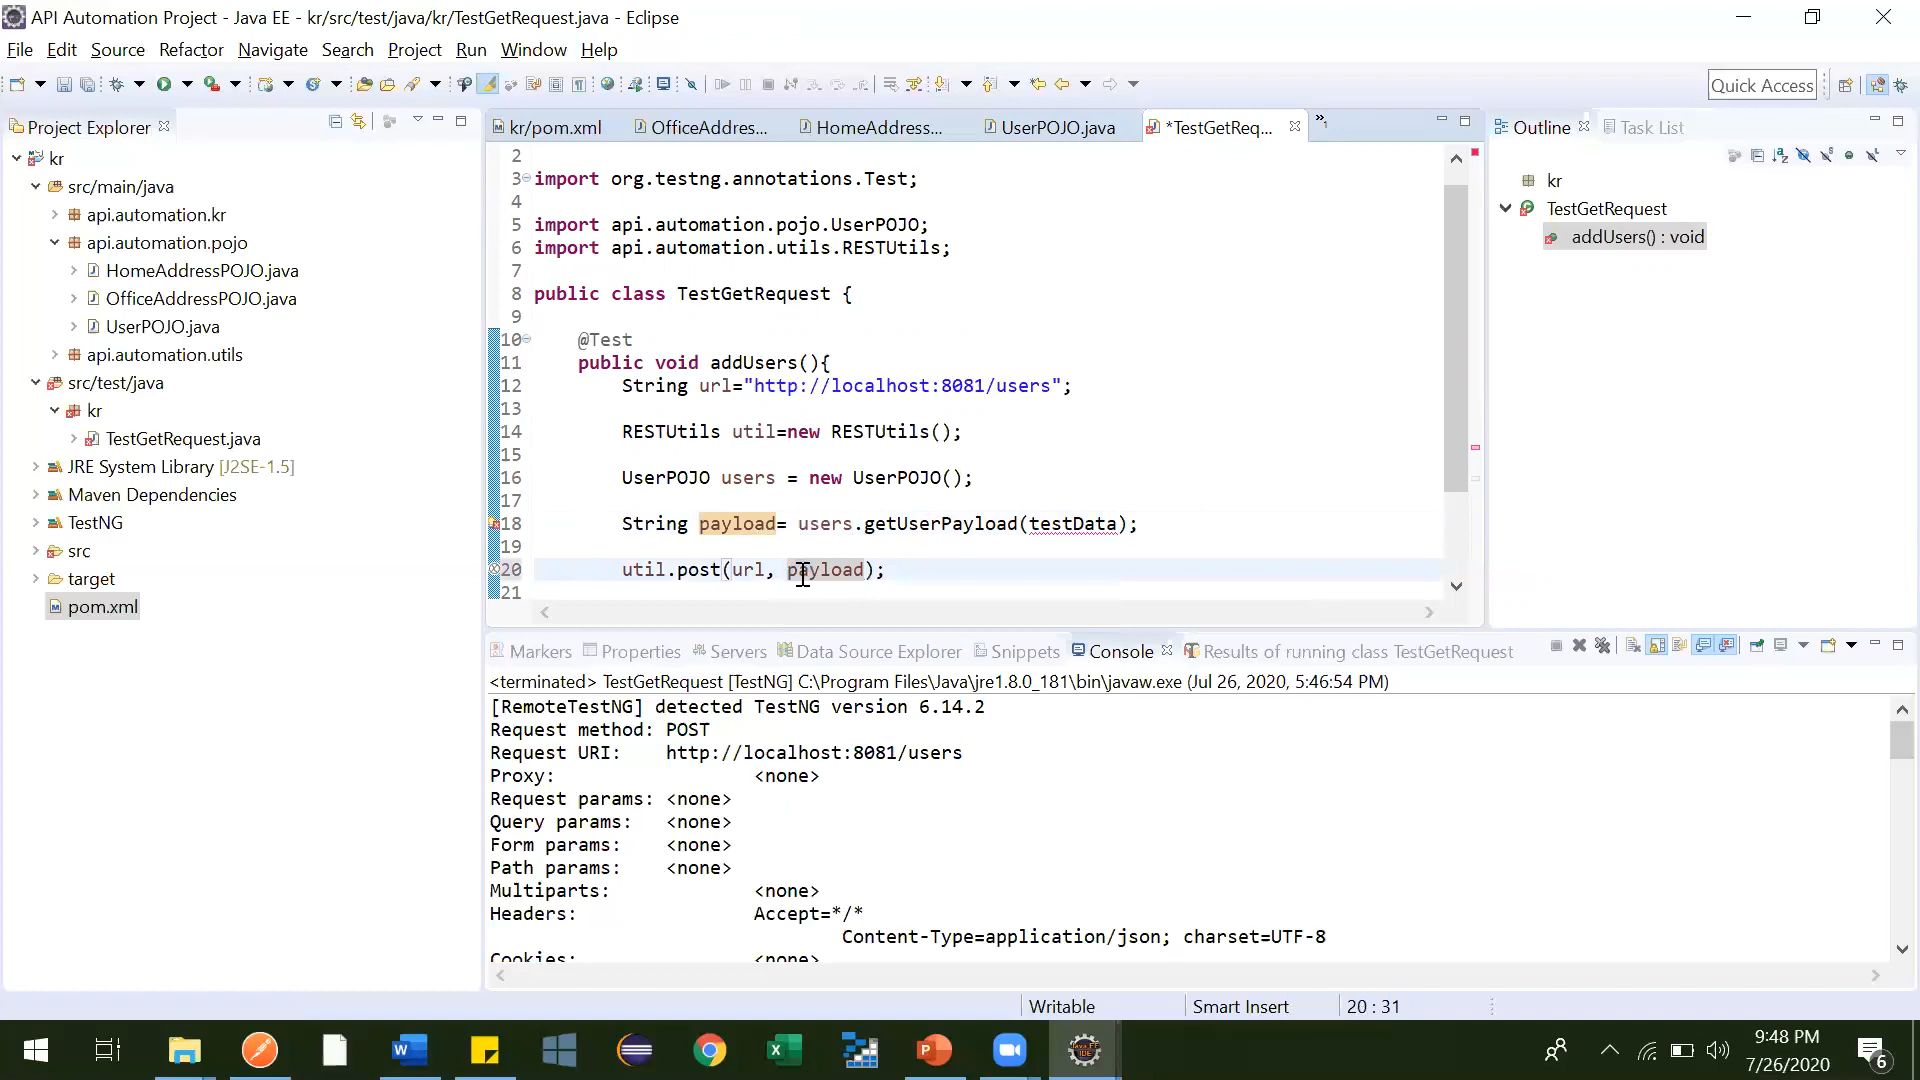 API Automation Project - Java EE - kr/src/test/java/kr/TestGetRequest.java - Eclipse
File Edit Source Refactor Navigate Search Project Run Window Help
Quick Access
Project Explorer
kr
src/main/java
api.automation.kr
api.automation.pojo
HomeAddressPOJO.java
OfficeAddressPOJO.java
UserPOJO.java
api.automation.utils
src/test/java
kr
TestGetRequest.java
JRE System Library [J2SE-1.5]
Maven Dependencies
TestNG
src
target
pom.xml
kr/pom.xml OfficeAddres... HomeAddress... UserPOJO.java *TestGetReq... »1
2
3 import org.testng.annotations.Test;
4
5 import api.automation.pojo.UserPOJO;
6 import api.automation.utils.RESTUtils;
7
8 public class TestGetRequest {
9
10 @Test
11 public void addUsers(){
12 String url="http://localhost:8081/users";
13
14 RESTUtils util=new RESTUtils();
15
16 UserPOJO users = new UserPOJO();
17
18 String payload= users.getUserPayload(testData);
19
20 util.post(url, payload);
21
Outline Task List
kr
TestGetRequest
addUsers() : void
Markers Properties Servers Data Source Explorer Snippets Console Results of running class TestGetRequest
<terminated> TestGetRequest [TestNG] C:\Program Files\Java\jre1.8.0_181\bin\javaw.exe (Jul 26, 2020, 5:46:54 PM)
[RemoteTestNG] detected TestNG version 6.14.2
Request method: POST
Request URI: http://localhost:8081/users
Proxy: <none>
Request params: <none>
Query params: <none>
Form params: <none>
Path params: <none>
Multiparts: <none>
Headers: Accept=*/*
Content-Type=application/json; charset=UTF-8
Cookies: <none>
Writable Smart Insert 20 : 31
9:48 PM
7/26/2020
6